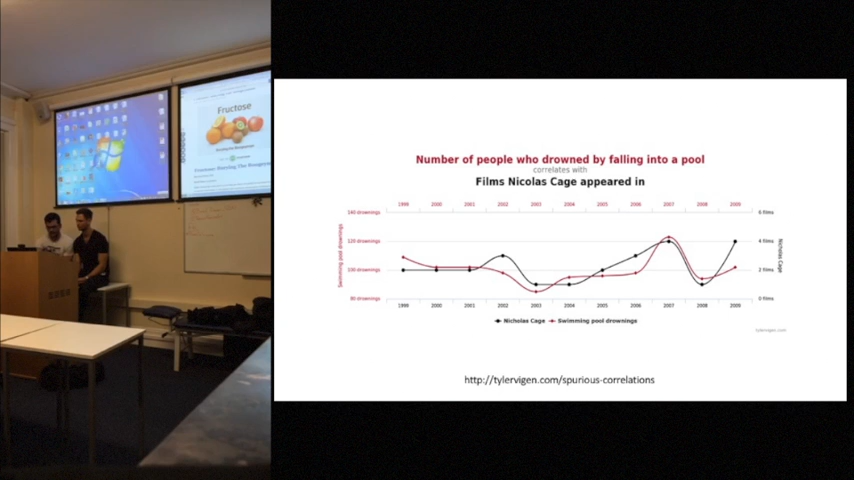 Fructose
Number of people who drowned by falling into a pool
correlates with
Films Nicolas Cage appeared in
1999 2000 2001 2002 2003 2004 2005 2006 2007 2008 2009
140 drownings
120 drownings
100 drownings
80 drownings
Swimming pool drownings
6 films
4 films
2 films
0 films
Nicholas Cage
1999 2000 2001 2002 2003 2004 2005 2006 2007 2008 2009
Nicholas Cage Swimming pool drownings
tylervigen.com
http://tylervigen.com/spurious-correlations